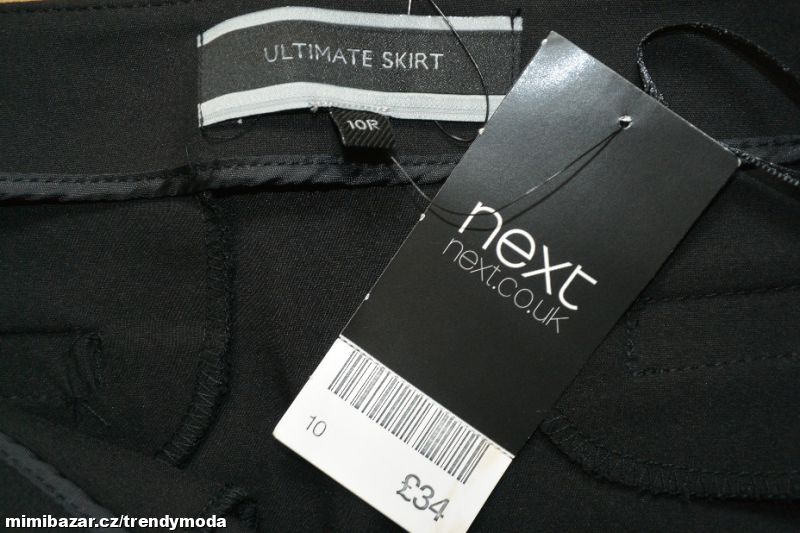 ULTIMATE SKIRT
10R
next
next.co.uk
10
£34
mimibazar.cz/trendymoda